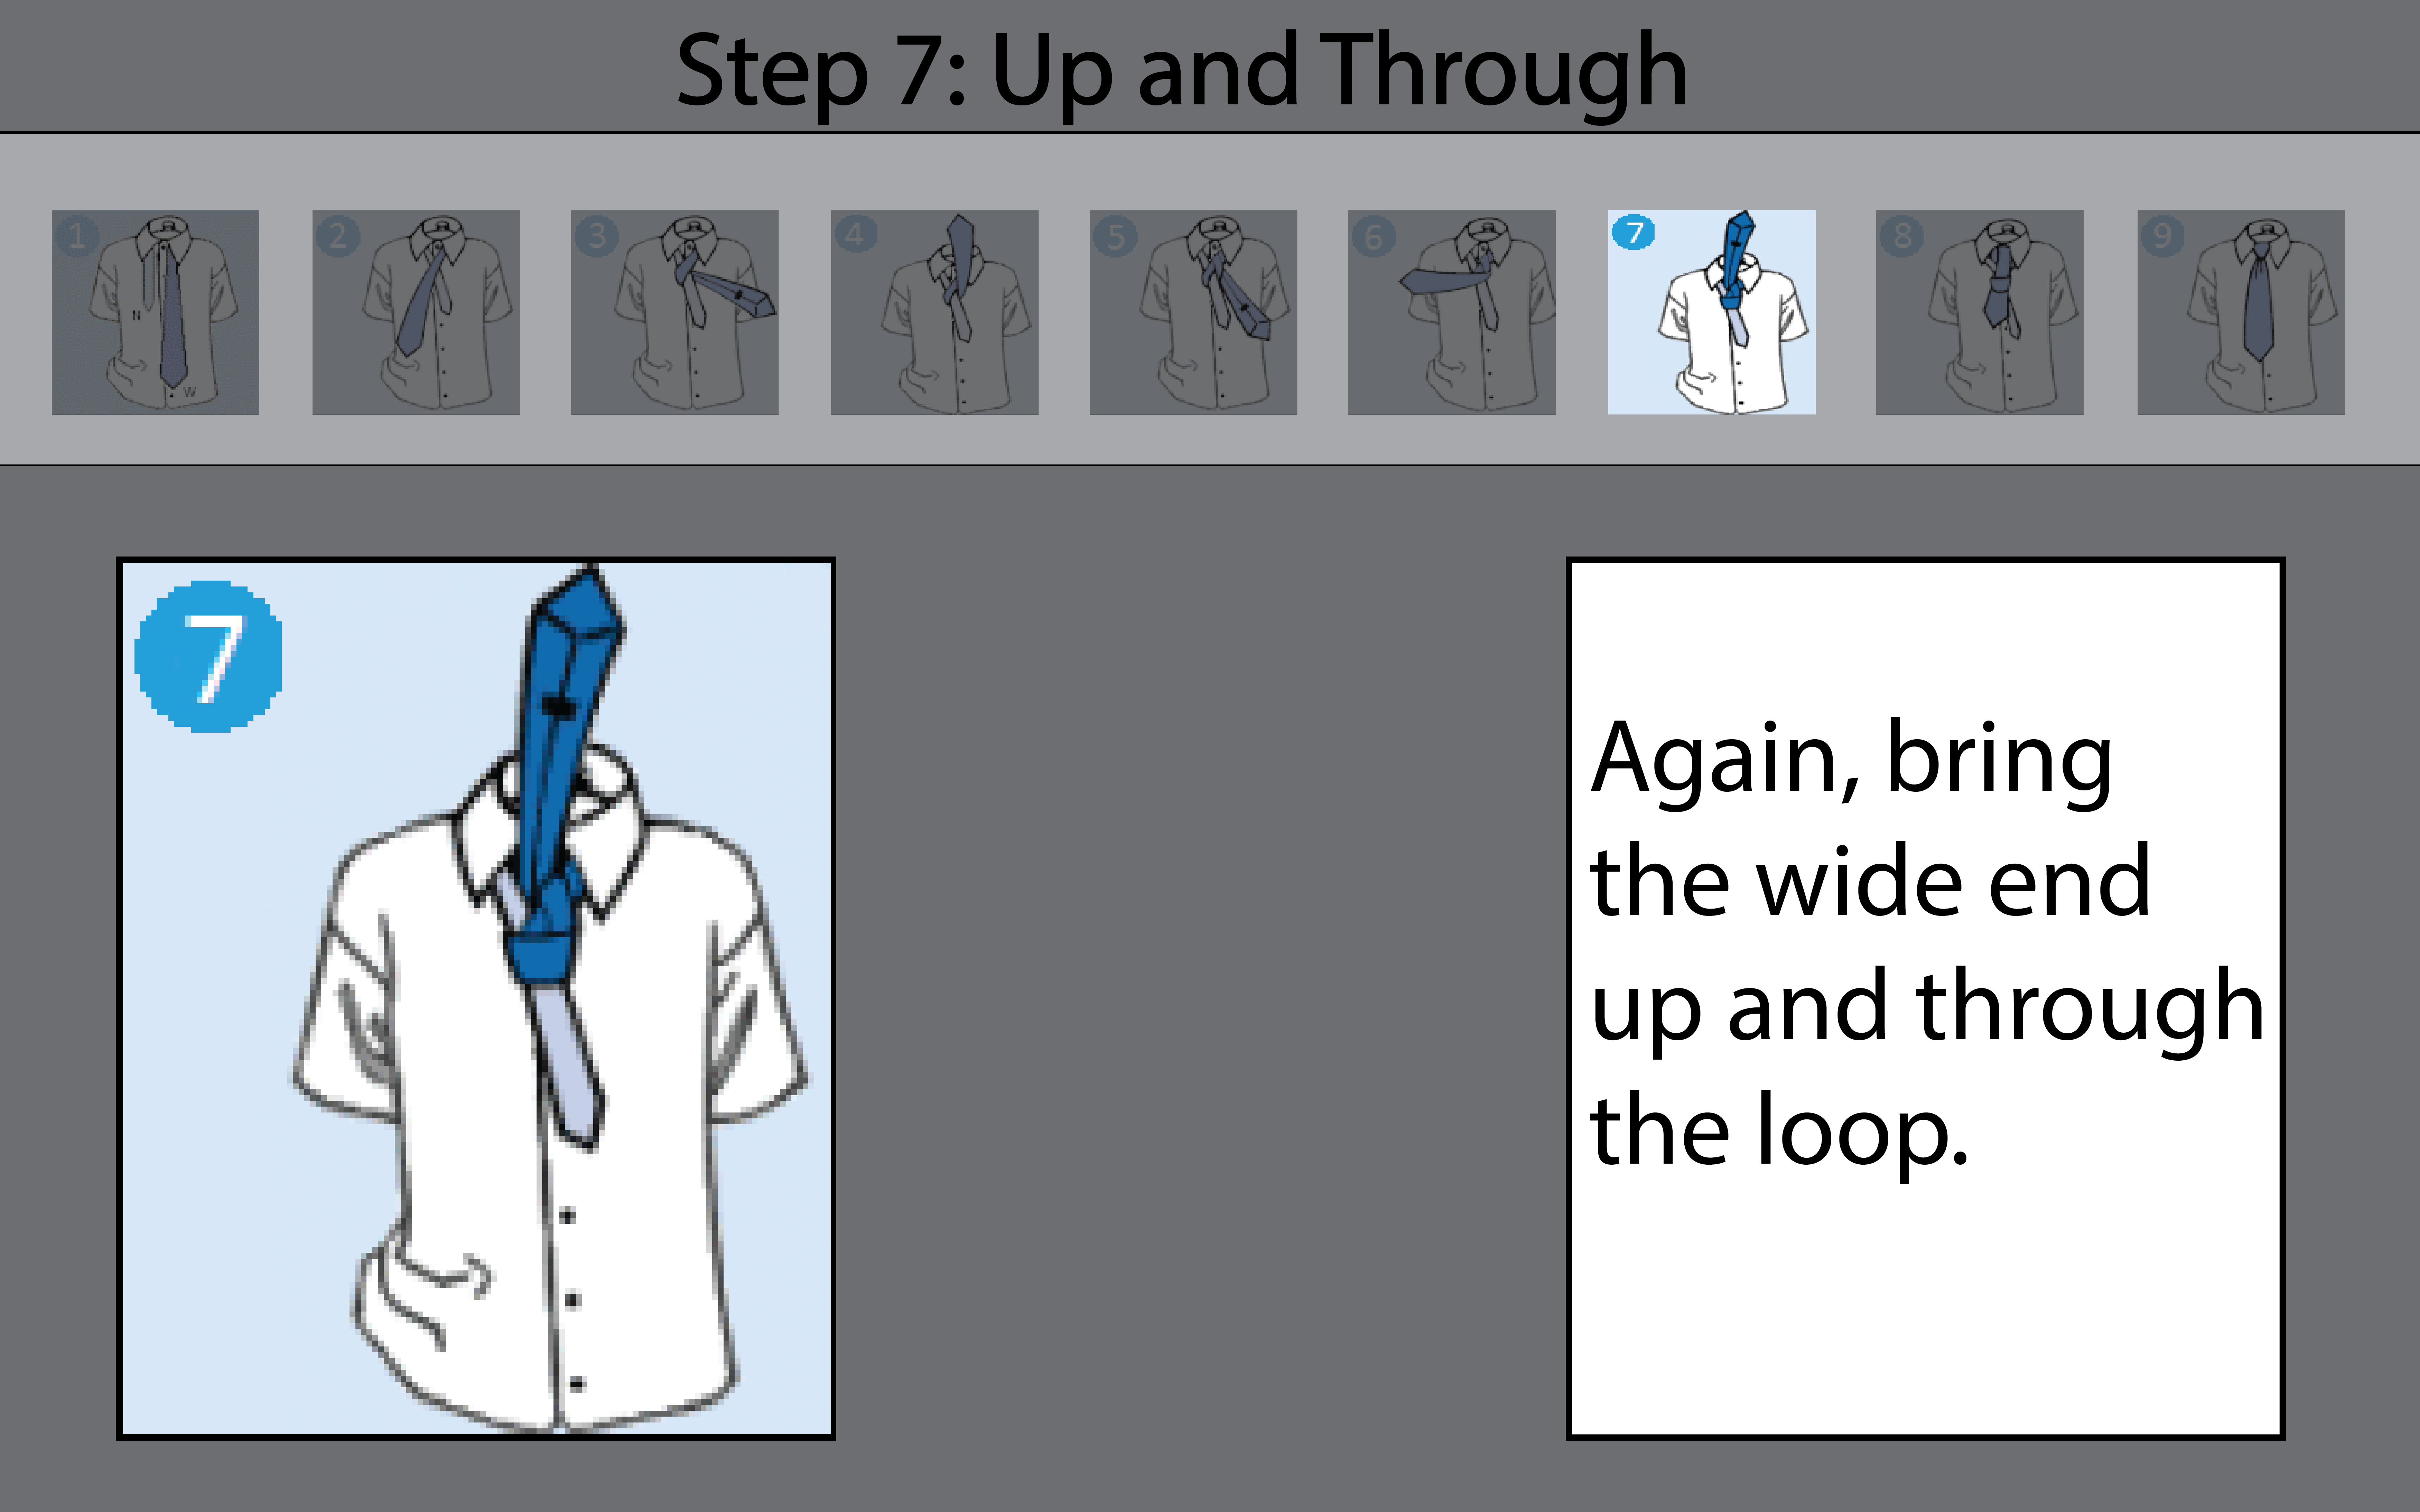 Step 7: Up and Through
1 2 3 4 5 6 7 8 9
N
W
7
Again, bring
the wide end
up and through
the loop.